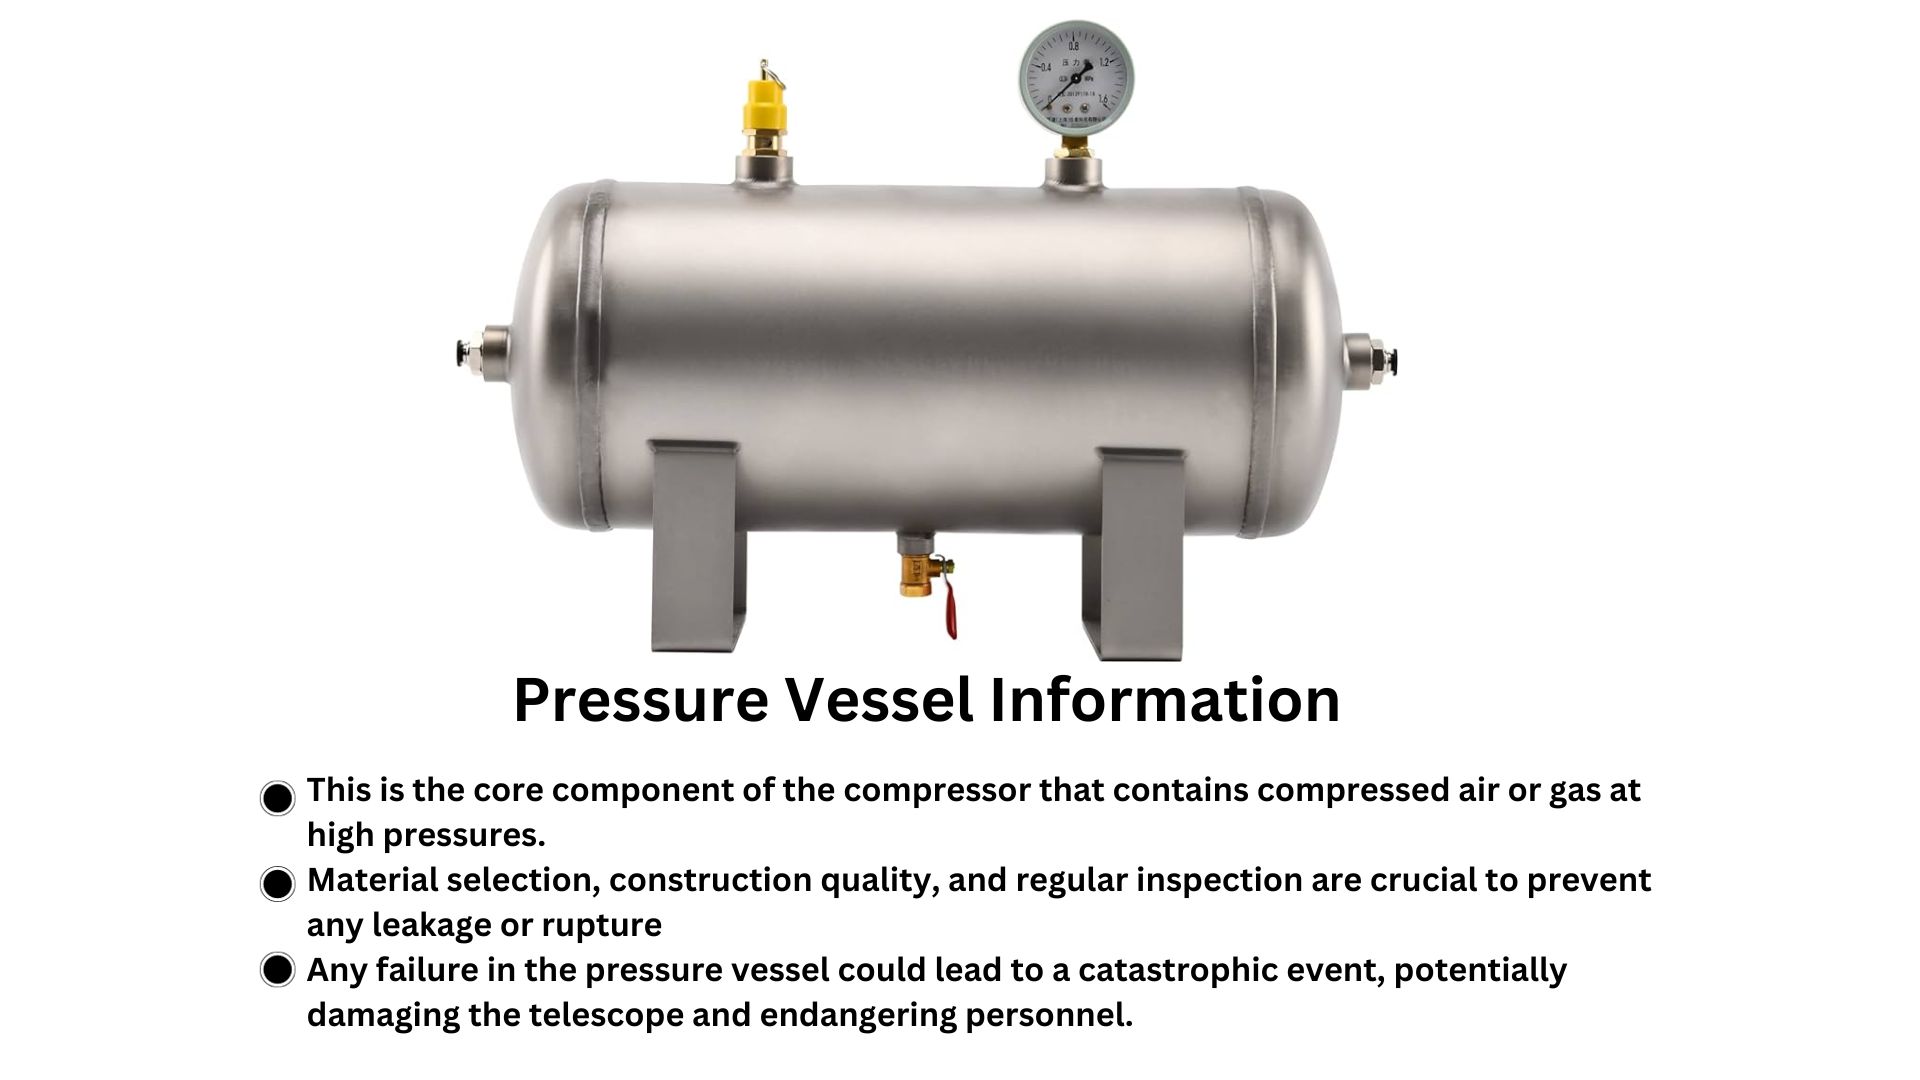 0.8
压力
0.4
1.2
MPa
0
1.6
Pressure Vessel Information
This is the core component of the compressor that contains compressed air or gas at
high pressures.
Material selection, construction quality, and regular inspection are crucial to prevent
any leakage or rupture
Any failure in the pressure vessel could lead to a catastrophic event, potentially
damaging the telescope and endangering personnel.